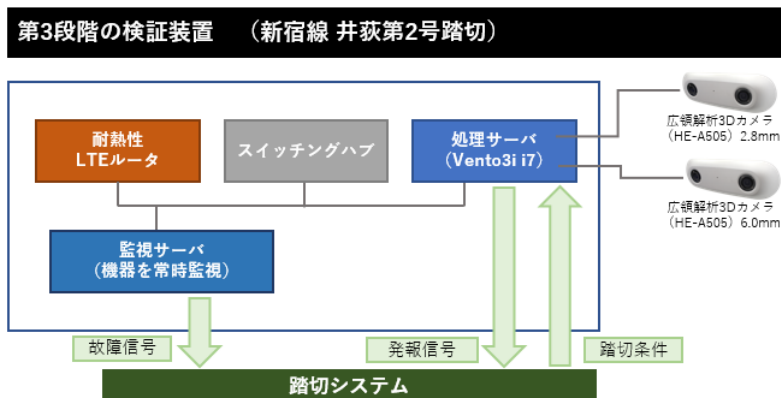 第3段階の検証装置 （新宿線 井荻第2号踏切）
耐熱性
LTEルータ
スイッチングハブ
処理サーバ
（Vento3i i7）
広領解析3Dカメラ
（HE-A505）2.8mm
広領解析3Dカメラ
（HE-A505）6.0mm
監視サーバ
（機器を常時監視）
故障信号
発報信号
踏切条件
踏切システム